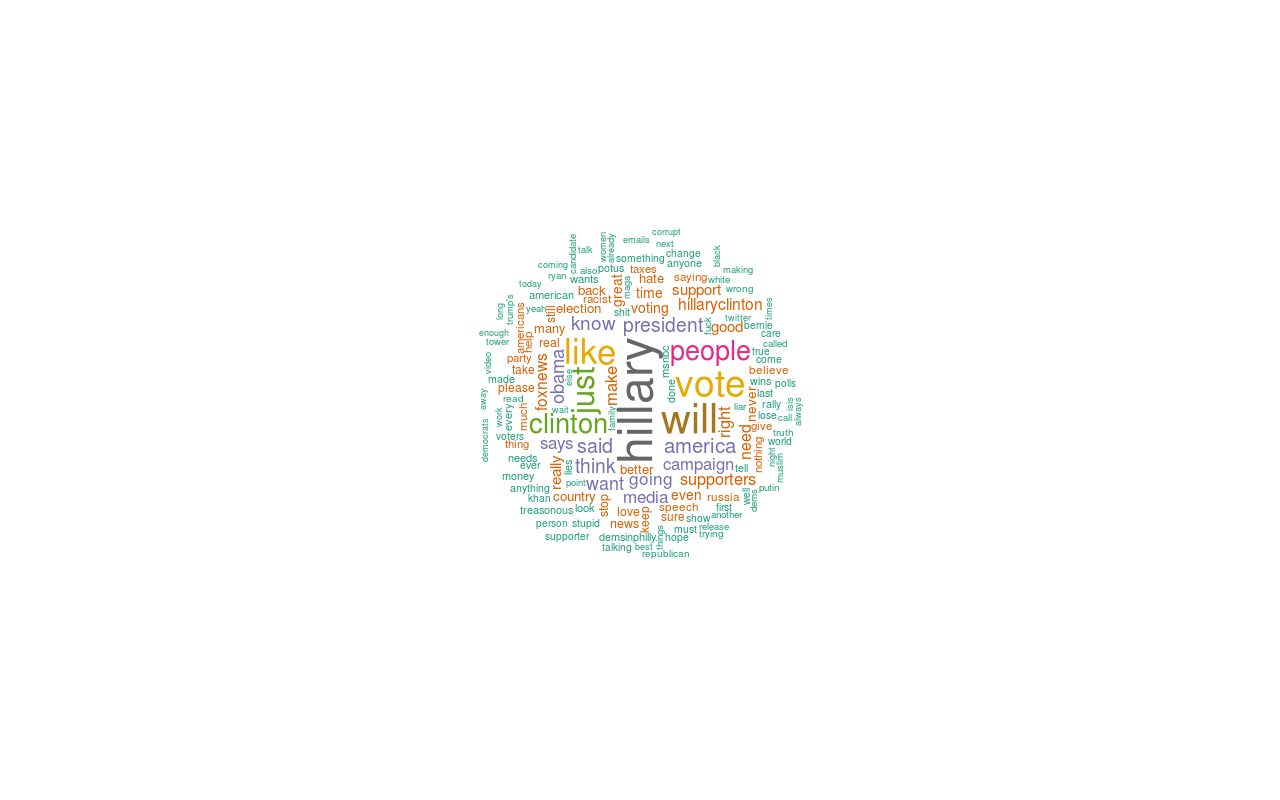 corrupt
women
already
emails
next
candidate
talk
something
change
black
coming
also
potus
taxes
anyone
making
ryan
wants
great
maga
hate
saying
white
today
american
back
racist
time
support
wrong
long
trump's
yeah
election
still
shit
voting
hillaryclinton
times
twitter
enough
americans
help
many
know
president
fuck
good
bernie
care
tower
real
like
hillary
msnbc
people
true
called
video
party
take
foxnews
obama
else
just
make
come
believe
made
please
done
vote
wins
polls
away
read
every
much
wait
family
will
right
liar
never
last
rally
isis
always
work
clinton
lose
call
democrats
voters
thing
says
said
america
need
give
truth
world
needs
ever
really
lies
think
better
campaign
tell
nothing
night
muslim
money
anything
point
want
going
supporters
putin
khan
country
stop
media
even
russia
well
dems
treasonous
look
love
keep
speech
first
another
person
stupid
news
sure
show
supporter
demsinphilly
things
hope
must
release
trying
talking
best
republican